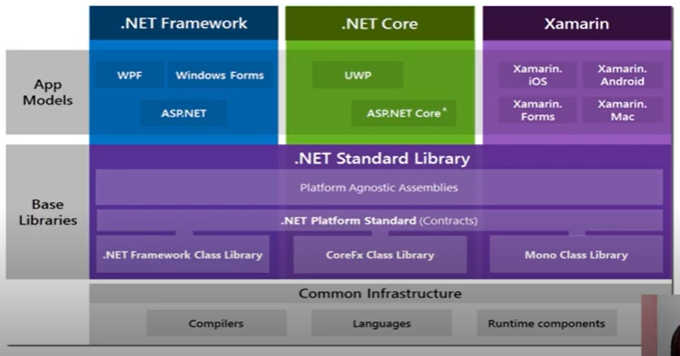 .NET Framework
.NET Core
Xamarin
App
Models
WPF
Windows Forms
ASP.NET
UWP
ASP.NET Core*
Xamarin.
iOS
Xamarin.
Android
Xamarin.
Forms
Xamarin.
Mac
Base
Libraries
.NET Standard Library
Platform Agnostic Assemblies
.NET Platform Standard (Contracts)
.NET Framework Class Library
CoreFx Class Library
Mono Class Library
Common Infrastructure
Compilers
Languages
Runtime components